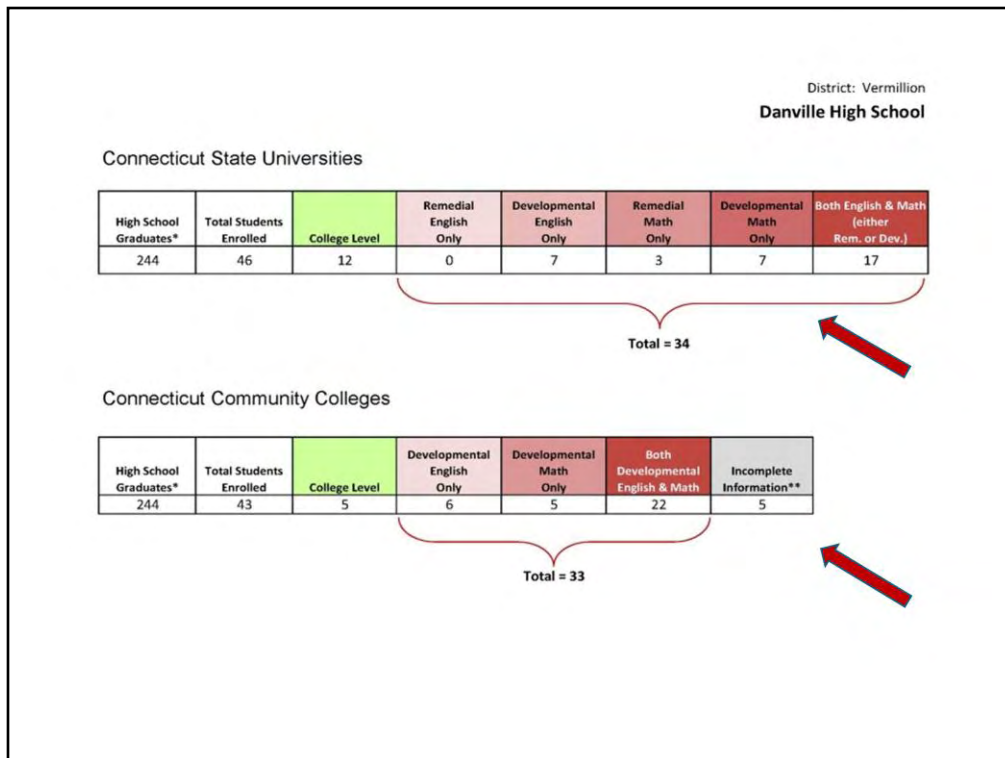 District: Vermillion
Danville High School
Connecticut State Universities
High School Graduates* Total Students Enrolled College Level Remedial English Only Developmental English Only Remedial Math Only Developmental Math Only Both English & Math (either Rem. or Dev.)
244 46 12 0 7 3 7 17
Total = 34
Connecticut Community Colleges
High School Graduates* Total Students Enrolled College Level Developmental English Only Developmental Math Only Both Developmental English & Math Incomplete Information**
244 43 5 6 5 22 5
Total = 33